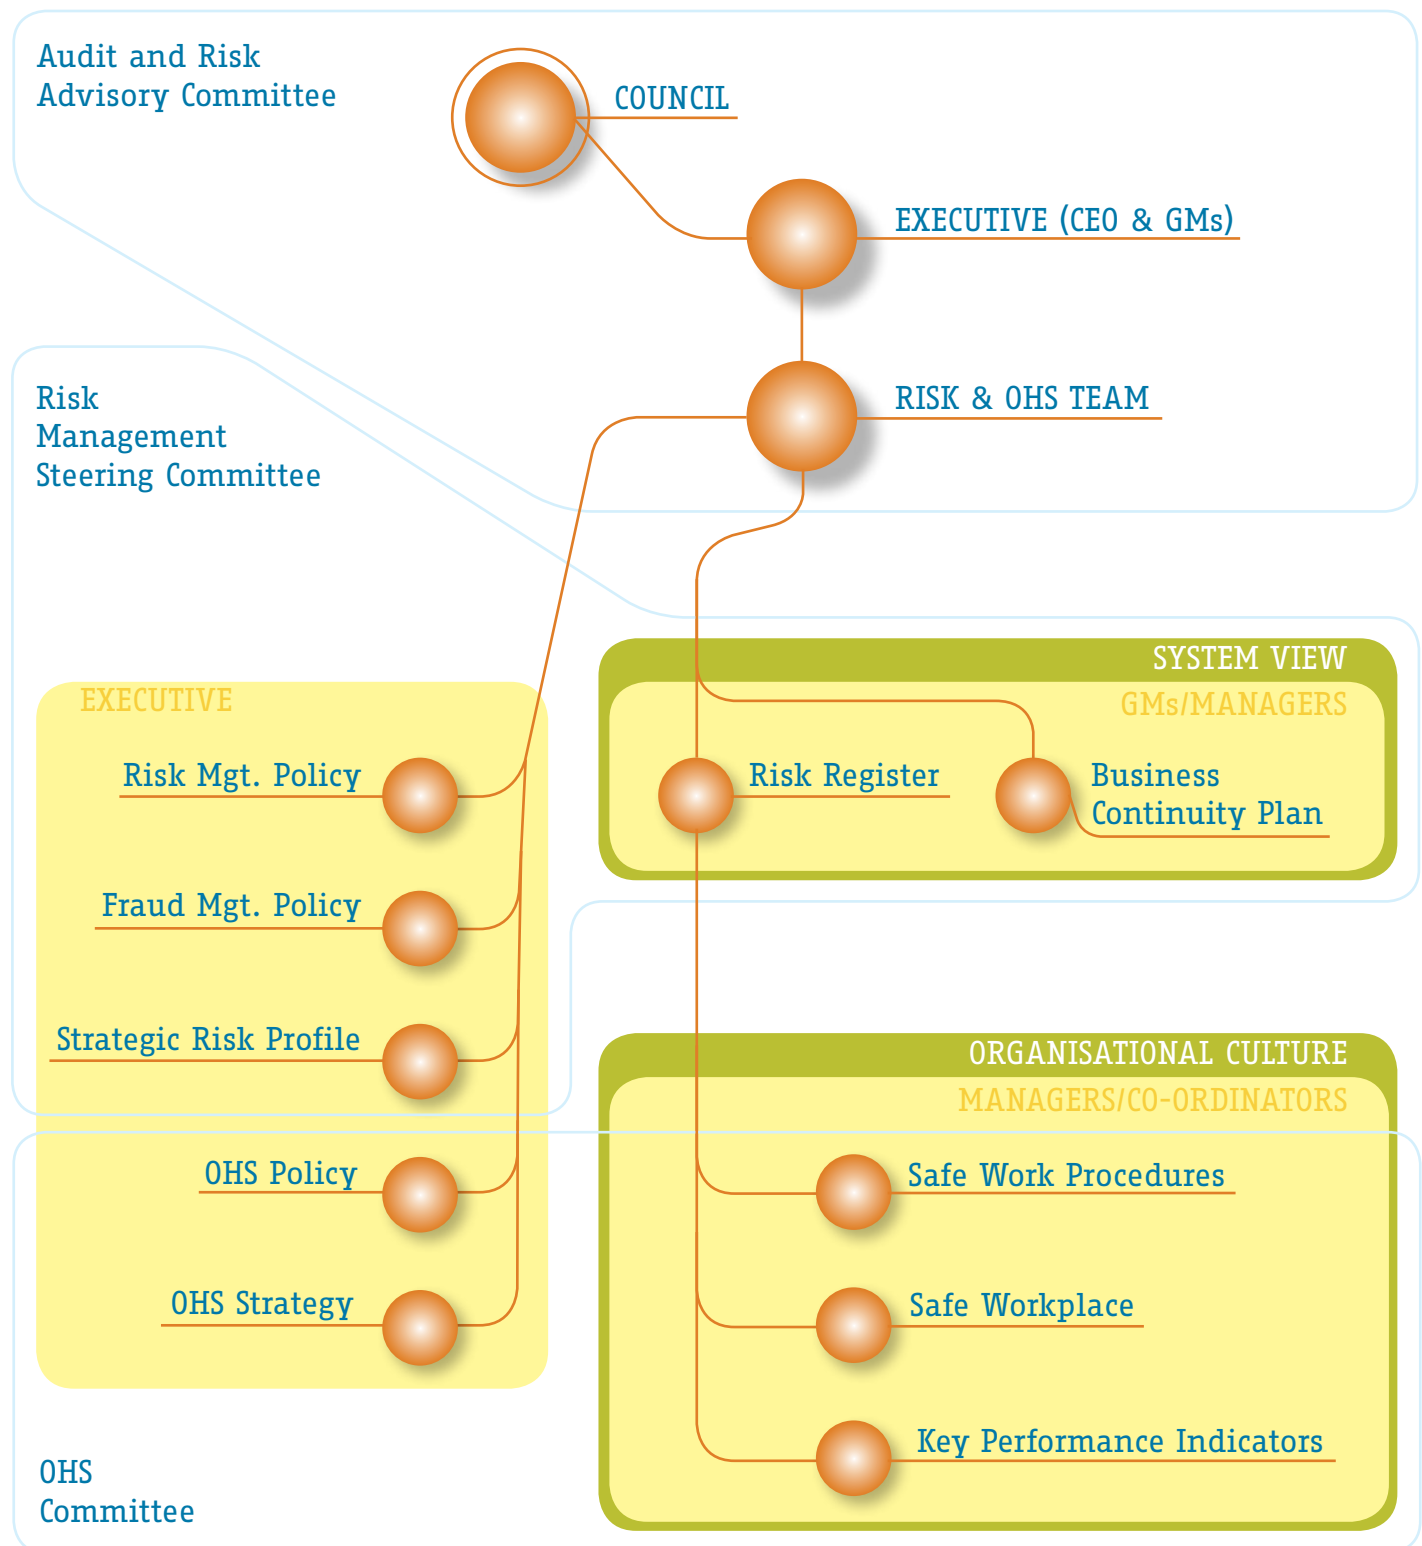 Audit and Risk
Advisory Committee
COUNCIL
EXECUTIVE (CEO & GMs)
Risk
Management
Steering Committee
RISK & OHS TEAM
EXECUTIVE
Risk Mgt. Policy
Fraud Mgt. Policy
Strategic Risk Profile
OHS Policy
OHS Strategy
SYSTEM VIEW
GMs/MANAGERS
Risk Register
Business
Continuity Plan
ORGANISATIONAL CULTURE
MANAGERS/CO-ORDINATORS
Safe Work Procedures
Safe Workplace
Key Performance Indicators
OHS
Committee